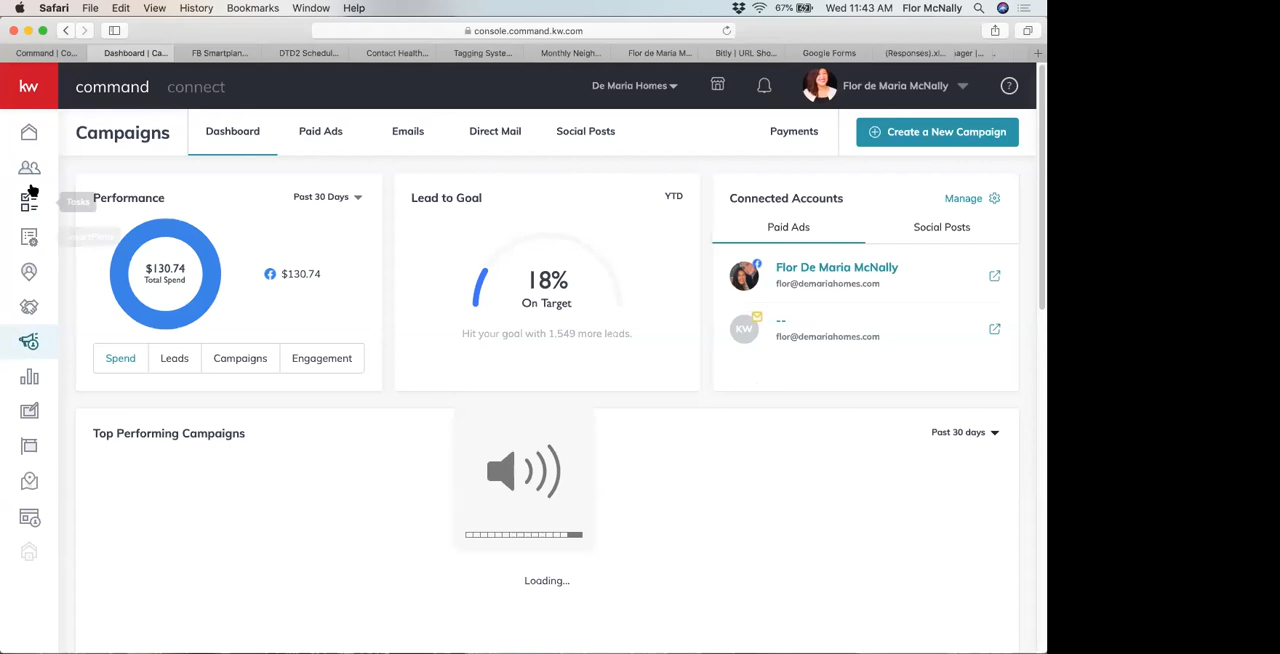 Safari File Edit View History Bookmarks Window Help 67% Wed 11:43 AM Flor McNally
console.command.kw.com
Command | Co... Dashboard | Ca... FB Smartplan... DTD2 Schedul... Contact Health... Tagging Syste... Monthly Neigh... Flor de Maria M... Bitly | URL Sho... Google Forms (Responses).xl... ager |...
kw command connect De Maria Homes Flor de Maria McNally ?
Campaigns Dashboard Paid Ads Emails Direct Mail Social Posts Payments Create a New Campaign
Tasks
Performance Past 30 Days
$130.74
Total Spend
$130.74
Spend Leads Campaigns Engagement
Lead to Goal YTD
18%
On Target
Hit your goal with 1,549 more leads.
Connected Accounts Manage
Paid Ads Social Posts
Flor De Maria McNally
flor@demariahomes.com
KW --
flor@demariahomes.com
Top Performing Campaigns Past 30 days
Loading...